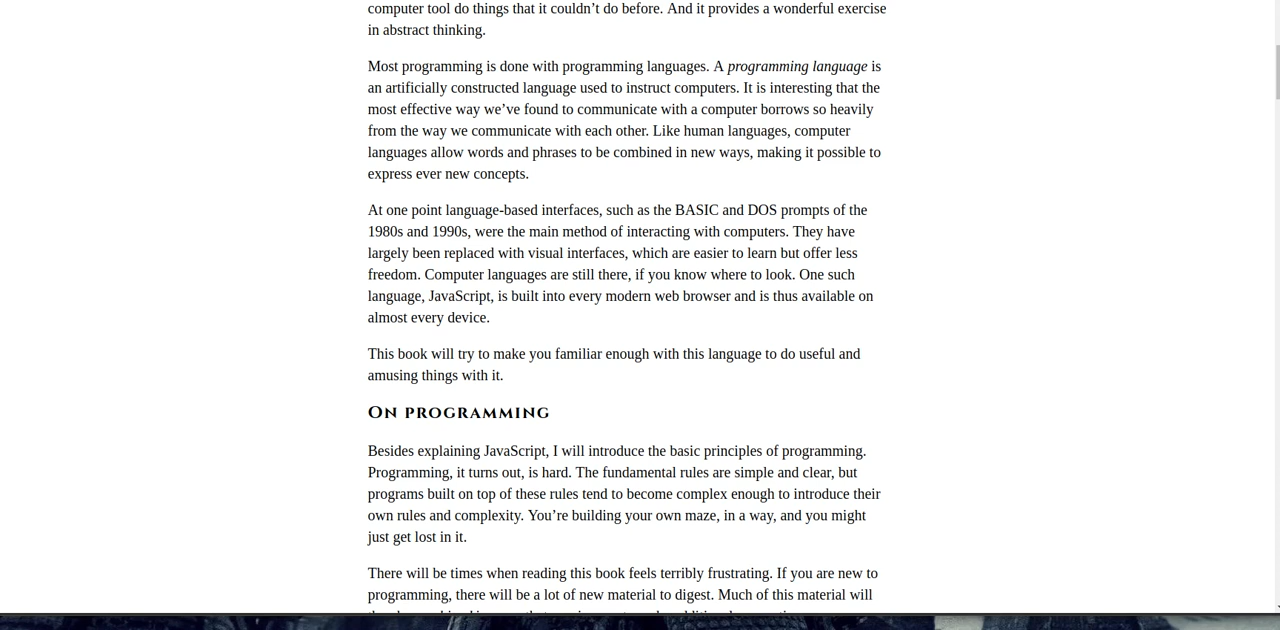 computer tool do things that it couldn’t do before. And it provides a wonderful exercise
in abstract thinking.
Most programming is done with programming languages. A programming language is
an artificially constructed language used to instruct computers. It is interesting that the
most effective way we’ve found to communicate with a computer borrows so heavily
from the way we communicate with each other. Like human languages, computer
languages allow words and phrases to be combined in new ways, making it possible to
express ever new concepts.
At one point language-based interfaces, such as the BASIC and DOS prompts of the
1980s and 1990s, were the main method of interacting with computers. They have
largely been replaced with visual interfaces, which are easier to learn but offer less
freedom. Computer languages are still there, if you know where to look. One such
language, JavaScript, is built into every modern web browser and is thus available on
almost every device.
This book will try to make you familiar enough with this language to do useful and
amusing things with it.
On programming
Besides explaining JavaScript, I will introduce the basic principles of programming.
Programming, it turns out, is hard. The fundamental rules are simple and clear, but
programs built on top of these rules tend to become complex enough to introduce their
own rules and complexity. You’re building your own maze, in a way, and you might
just get lost in it.
There will be times when reading this book feels terribly frustrating. If you are new to
programming, there will be a lot of new material to digest. Much of this material will